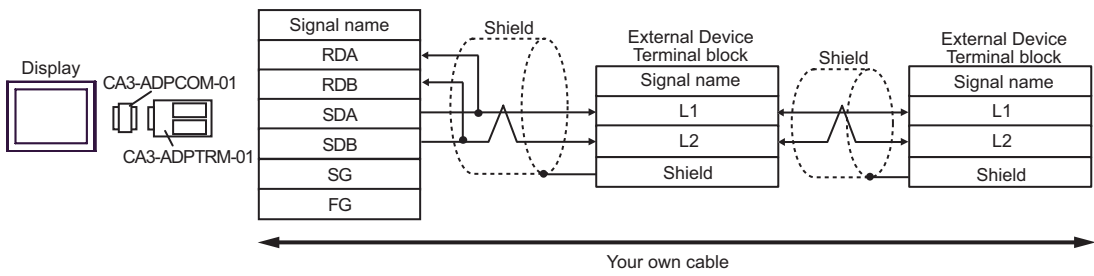 Display
CA3-ADPCOM-01
CA3-ADPTRM-01
Signal name
RDA
RDB
SDA
SDB
SG
FG
Shield
External Device
Terminal block
Signal name
L1
L2
Shield
Shield
External Device
Terminal block
Signal name
L1
L2
Shield
Your own cable